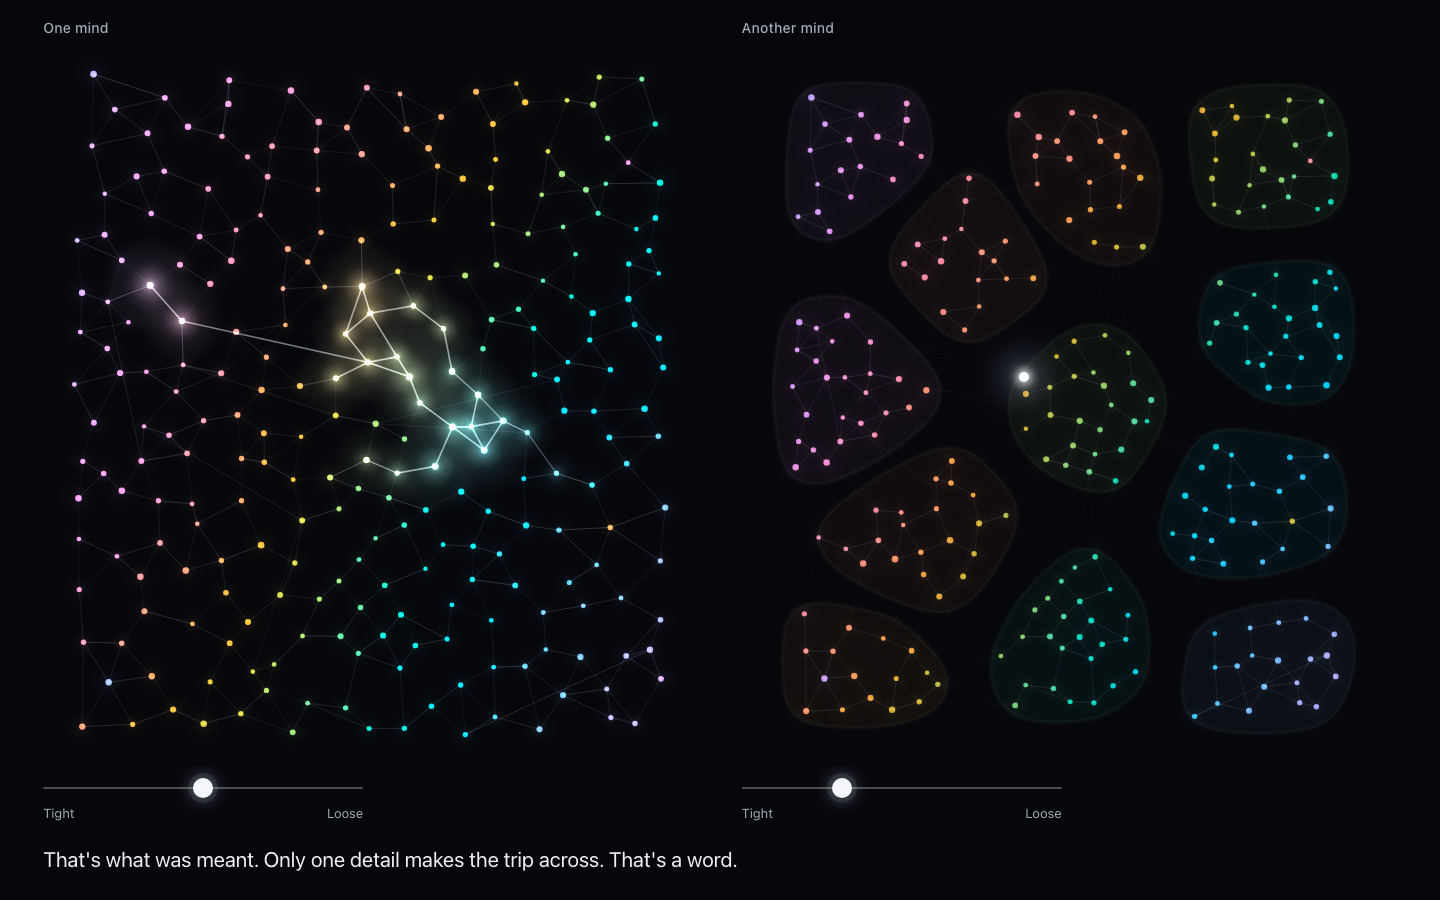 One mind
Another mind
Tight
Loose
Tight
Loose
That's what was meant. Only one detail makes the trip across. That's a word.